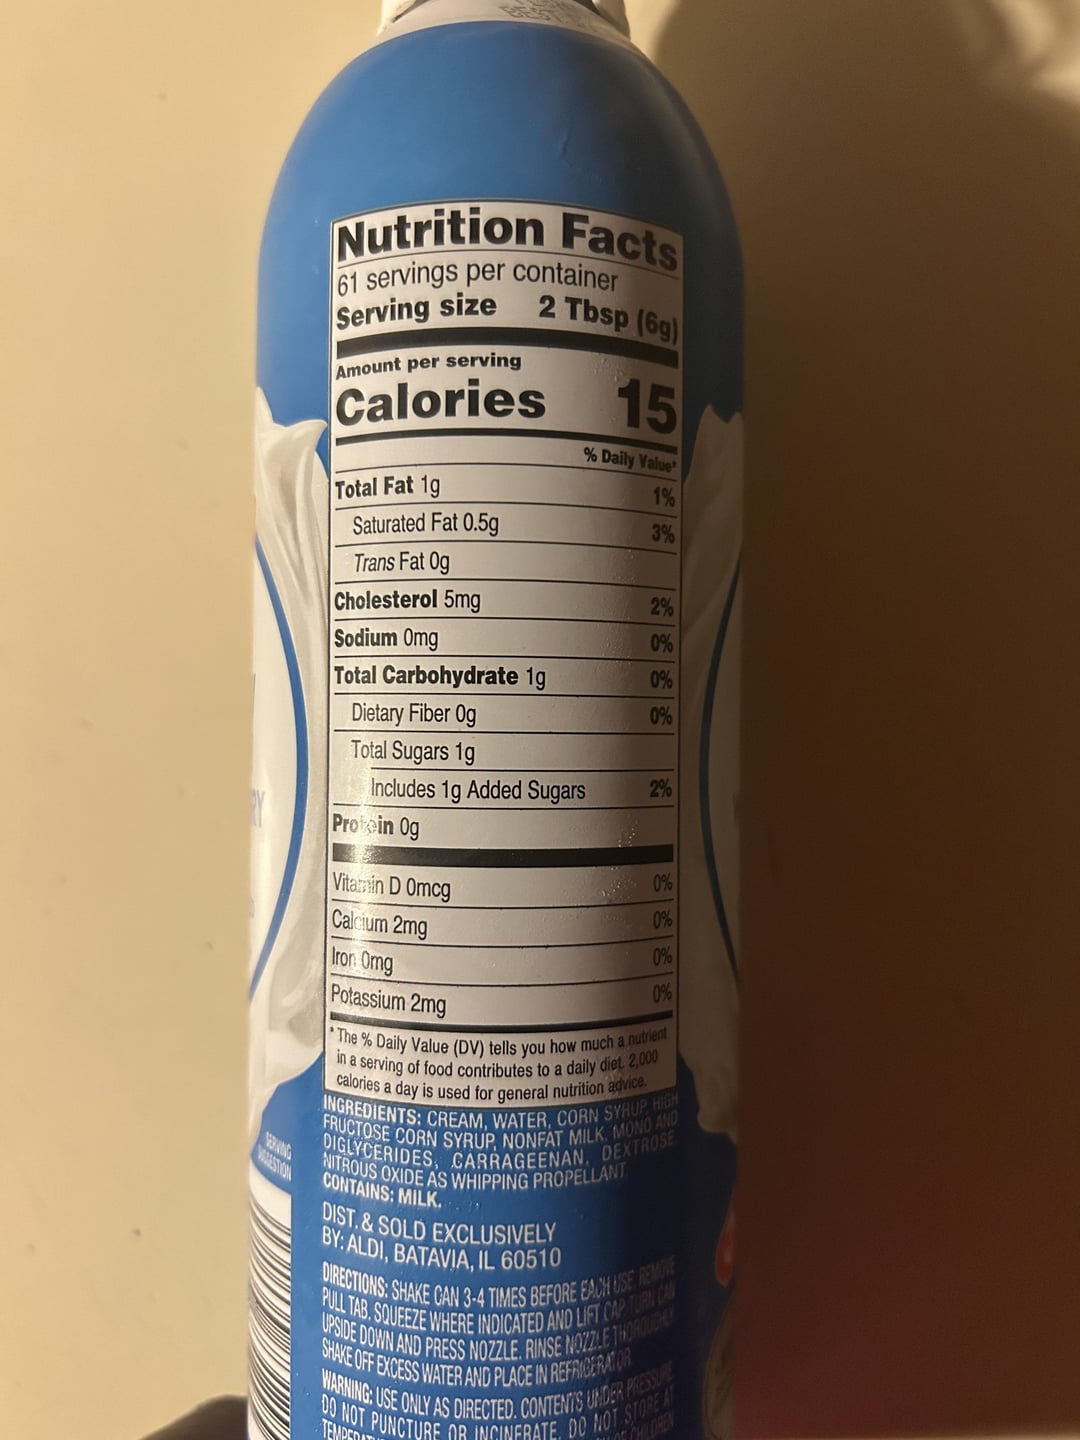 BEST
Nutrition Facts
61 servings per container
Serving size 2 Tbsp (6g)
Amount per serving
Calories 15
% Daily Value*
Total Fat 1g 1%
Saturated Fat 0.5g 3%
Trans Fat 0g
Cholesterol 5mg 2%
Sodium 0mg 0%
Total Carbohydrate 1g 0%
Dietary Fiber 0g 0%
Total Sugars 1g
Includes 1g Added Sugars 2%
Protein 0g
Vitamin D 0mcg 0%
Calcium 2mg 0%
Iron 0mg 0%
Potassium 2mg 0%
* The % Daily Value (DV) tells you how much a nutrient
in a serving of food contributes to a daily diet. 2,000
calories a day is used for general nutrition advice.
INGREDIENTS: CREAM, WATER, CORN SYRUP, HIGH
FRUCTOSE CORN SYRUP, NONFAT MILK, MONO AND
DIGLYCERIDES, CARRAGEENAN, DEXTROSE,
NITROUS OXIDE AS WHIPPING PROPELLANT
CONTAINS: MILK.
DIST. & SOLD EXCLUSIVELY
BY: ALDI, BATAVIA, IL 60510
DIRECTIONS: SHAKE CAN 3-4 TIMES BEFORE EACH USE. REMOVE
PULL TAB. SQUEEZE WHERE INDICATED AND LIFT CAP. TURN CAN
UPSIDE DOWN AND PRESS NOZZLE. RINSE NOZZLE THOROUGHLY.
SHAKE OFF EXCESS WATER AND PLACE IN REFRIGERATOR.
WARNING: USE ONLY AS DIRECTED. CONTENTS UNDER PRESSURE.
DO NOT PUNCTURE OR INCINERATE. DO NOT STORE AT
OF CHILDREN
SERVING
SUGGESTION
RY